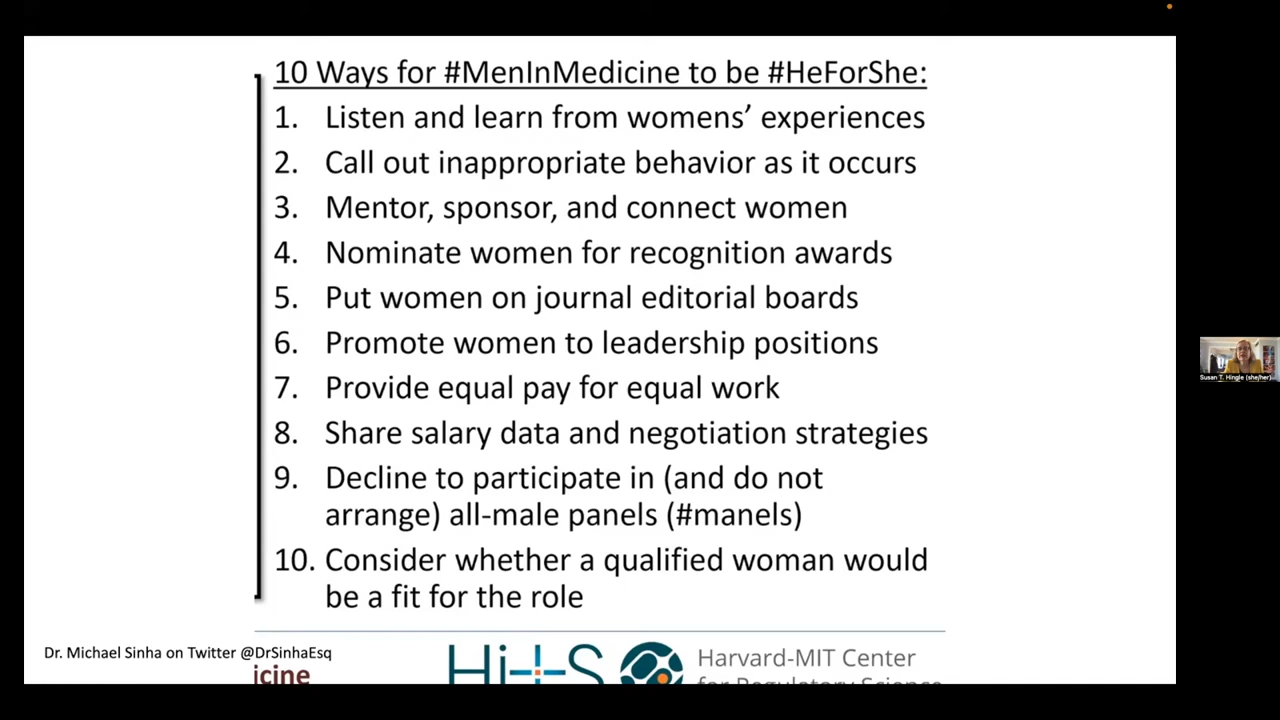 10 Ways for #MenInMedicine to be #HeForShe:
1. Listen and learn from womens’ experiences
2. Call out inappropriate behavior as it occurs
3. Mentor, sponsor, and connect women
4. Nominate women for recognition awards
5. Put women on journal editorial boards
6. Promote women to leadership positions
7. Provide equal pay for equal work
8. Share salary data and negotiation strategies
9. Decline to participate in (and do not
arrange) all-male panels (#manels)
10. Consider whether a qualified woman would
be a fit for the role
Dr. Michael Sinha on Twitter @DrSinhaEsq
icine
Hi+S
Harvard-MIT Center
for Regulatory Science
Susan T. Hingle (she/her)